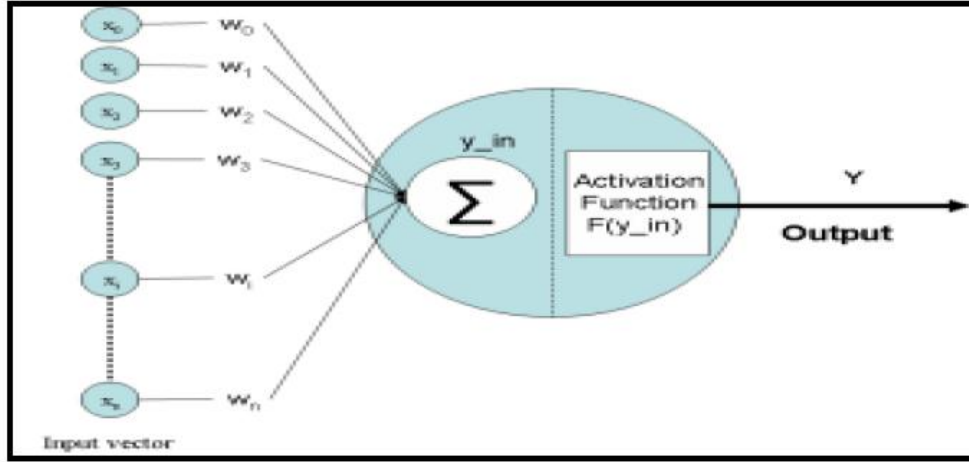 x₀ w₀
x₁ w₁
x₂ w₂
x₃ w₃
y_in
Σ
Activation
Function
F(y_in)
Y
Output
xᵢ wᵢ
xₙ wₙ
Input vector